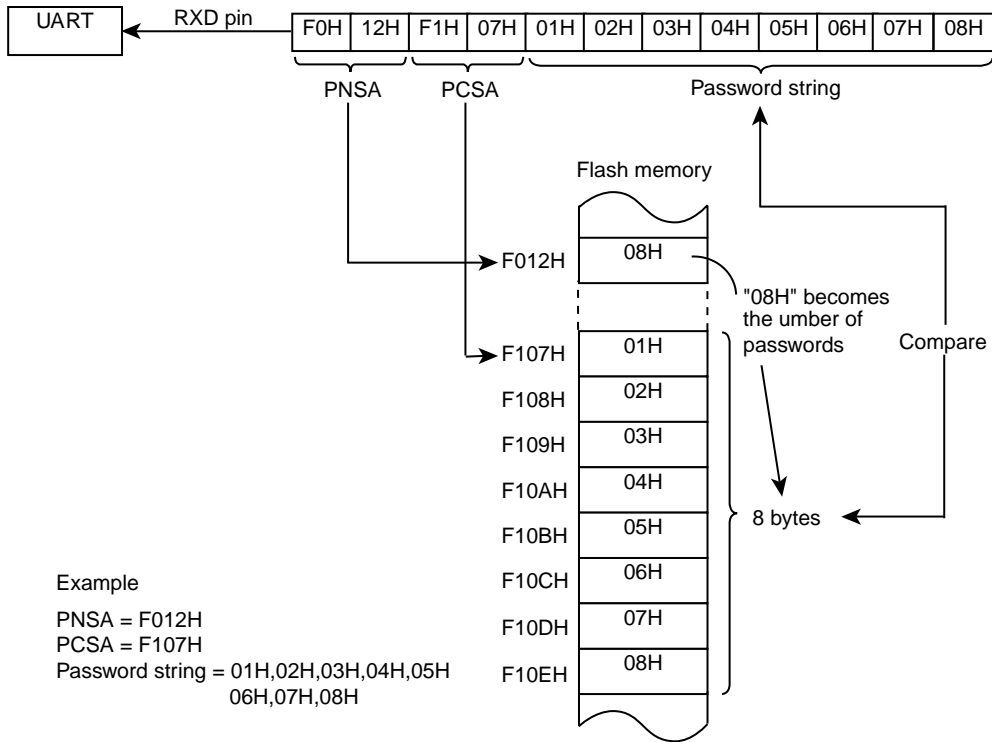 UART
RXD pin
F0H 12H F1H 07H 01H 02H 03H 04H 05H 06H 07H 08H
PNSA PCSA Password string
Flash memory
F012H 08H
"08H" becomes
the umber of
passwords
Compare
F107H 01H
F108H 02H
F109H 03H
F10AH 04H
F10BH 05H
8 bytes
F10CH 06H
F10DH 07H
F10EH 08H
Example
PNSA = F012H
PCSA = F107H
Password string = 01H,02H,03H,04H,05H
06H,07H,08H